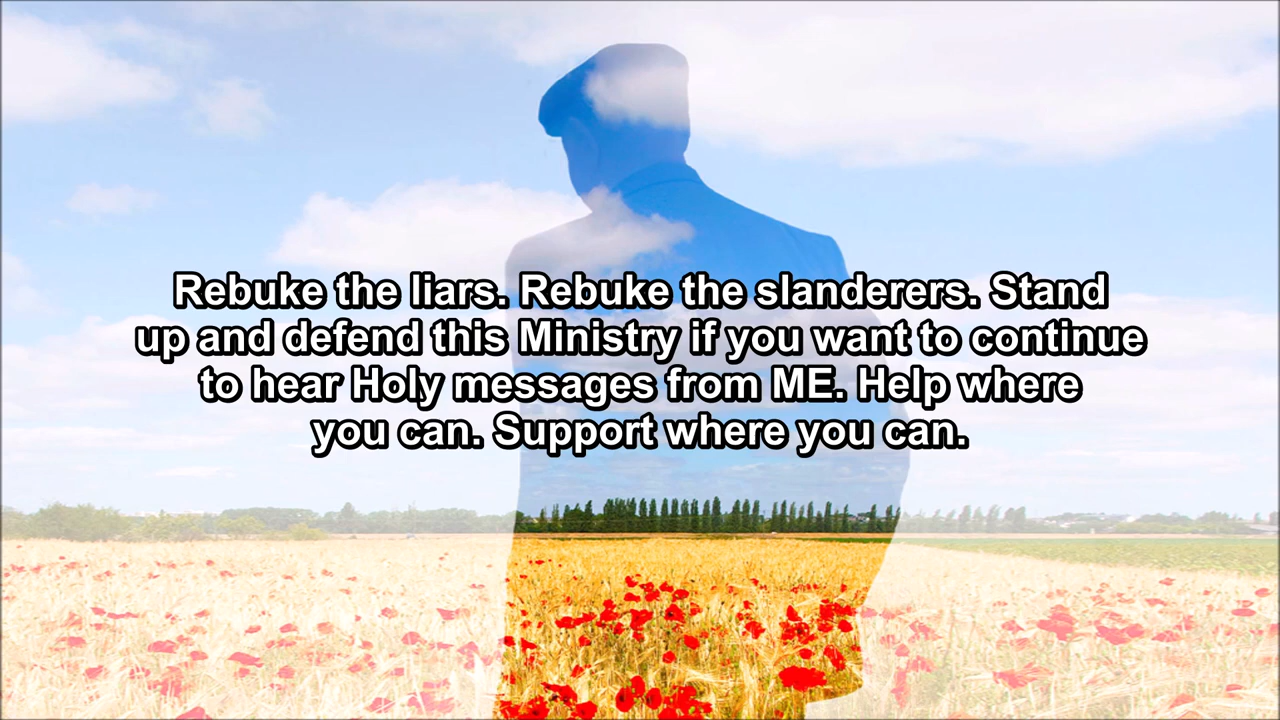 Rebuke the liars. Rebuke the slanderers. Stand
up and defend this Ministry if you want to continue
to hear Holy messages from ME. Help where
you can. Support where you can.